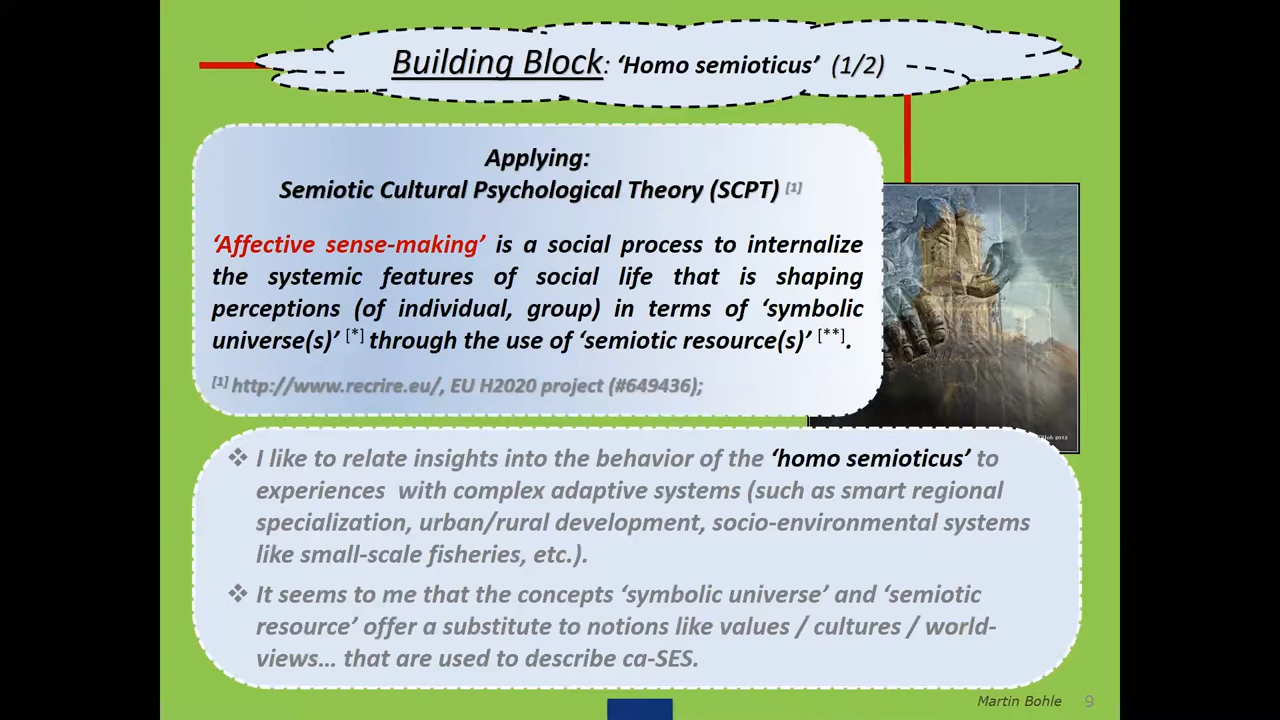 Building Block: ‘Homo semioticus’ (1/2)
Applying:
Semiotic Cultural Psychological Theory (SCPT) [1]
‘Affective sense-making’ is a social process to internalize
the systemic features of social life that is shaping
perceptions (of individual, group) in terms of ‘symbolic
universe(s)’ [*] through the use of ‘semiotic resource(s)’ [**].
[1] http://www.recrire.eu/, EU H2020 project (#649436);
❖ I like to relate insights into the behavior of the ‘homo semioticus’ to
experiences with complex adaptive systems (such as smart regional
specialization, urban/rural development, socio-environmental systems
like small-scale fisheries, etc.).
❖ It seems to me that the concepts ‘symbolic universe’ and ‘semiotic
resource’ offer a substitute to notions like values / cultures / world-
views... that are used to describe ca-SES.
Martin Bohle 9